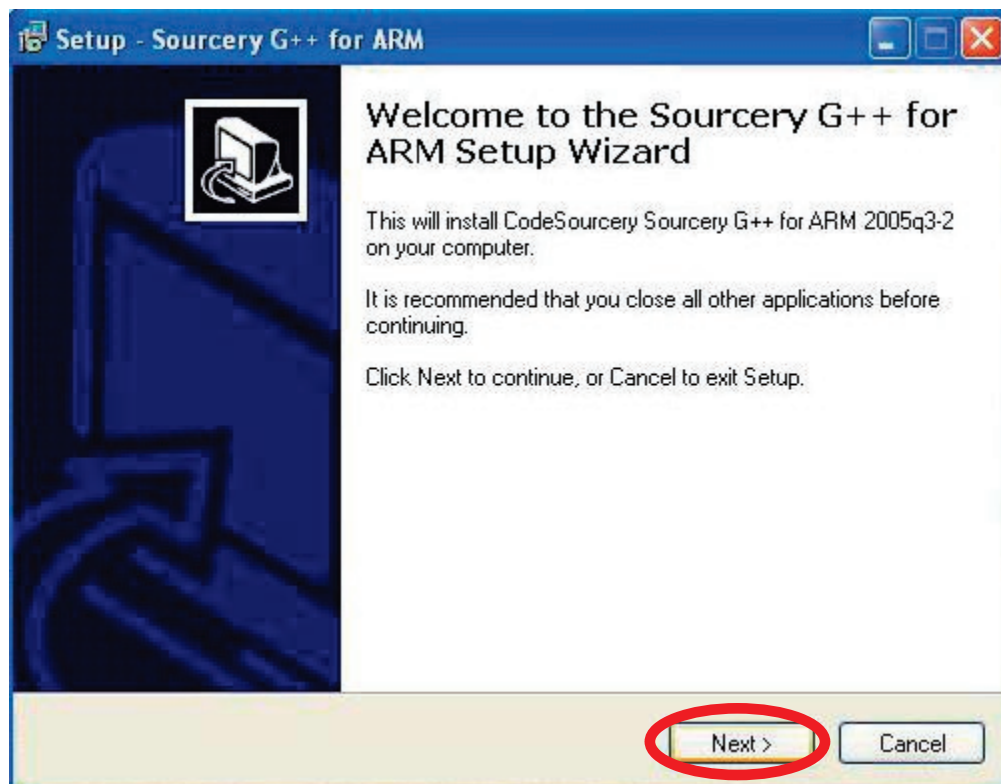 Setup - Sourcery G++ for ARM
Welcome to the Sourcery G++ for
ARM Setup Wizard
This will install CodeSourcery Sourcery G++ for ARM 2005q3-2
on your computer.
It is recommended that you close all other applications before
continuing.
Click Next to continue, or Cancel to exit Setup.
Next >
Cancel